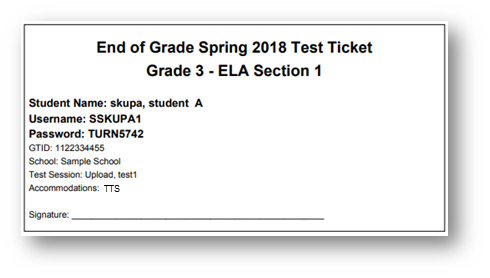 End of Grade Spring 2018 Test Ticket
Grade 3 - ELA Section 1
Student Name: skupa, student A
Username: SSKUPA1
Password: TURN5742
GTID: 1122334455
School: Sample School
Test Session: Upload, test1
Accommodations: TTS
Signature: ____________________________________________________